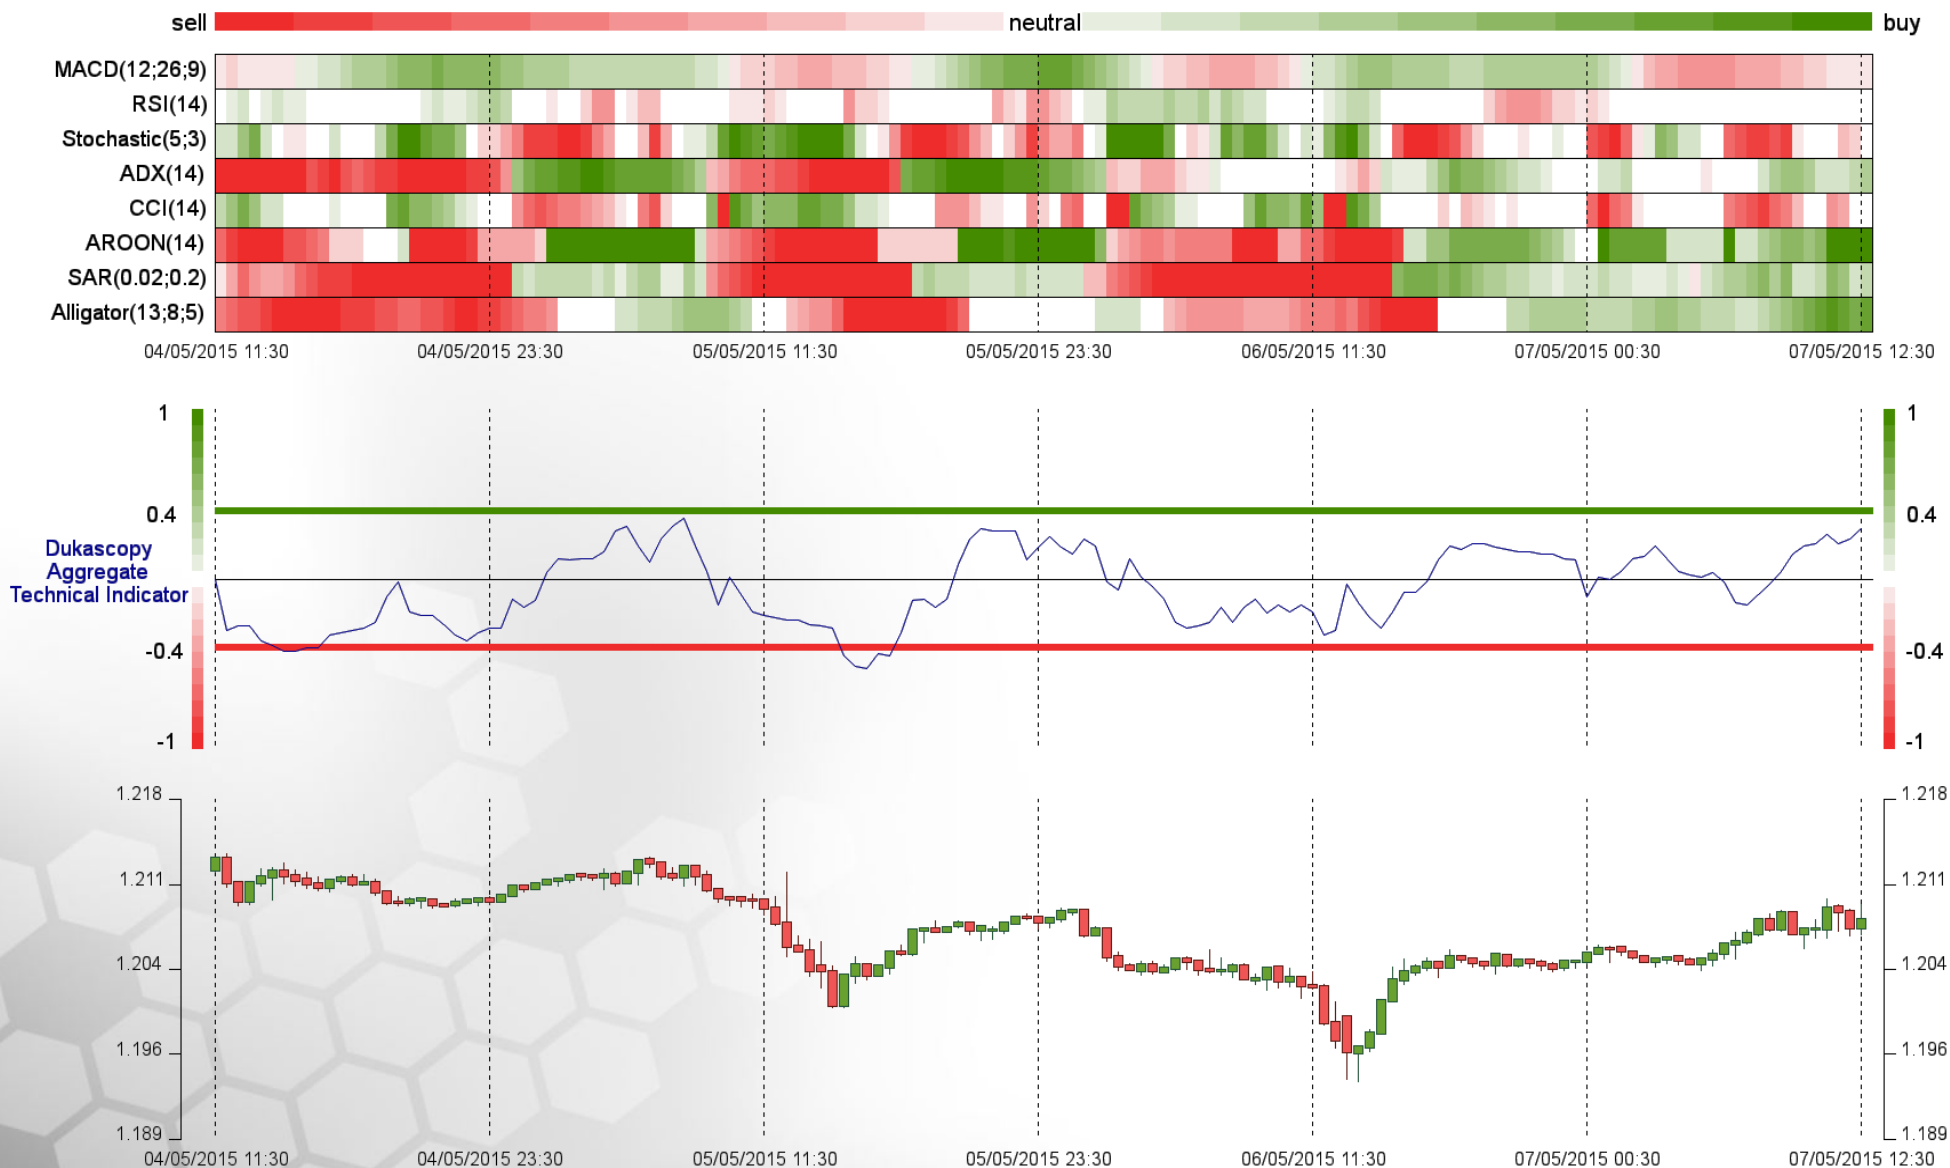 sell neutral buy
MACD(12;26;9)
RSI(14)
Stochastic(5;3)
ADX(14)
CCI(14)
AROON(14)
SAR(0.02;0.2)
Alligator(13;8;5)
04/05/2015 11:30 04/05/2015 23:30 05/05/2015 11:30 05/05/2015 23:30 06/05/2015 11:30 07/05/2015 00:30 07/05/2015 12:30
1 1
0.4 0.4
Dukascopy
Aggregate
Technical Indicator
-0.4 -0.4
-1 -1
1.218 1.218
1.211 1.211
1.204 1.204
1.196 1.196
1.189 1.189
04/05/2015 11:30 04/05/2015 23:30 05/05/2015 11:30 05/05/2015 23:30 06/05/2015 11:30 07/05/2015 00:30 07/05/2015 12:30